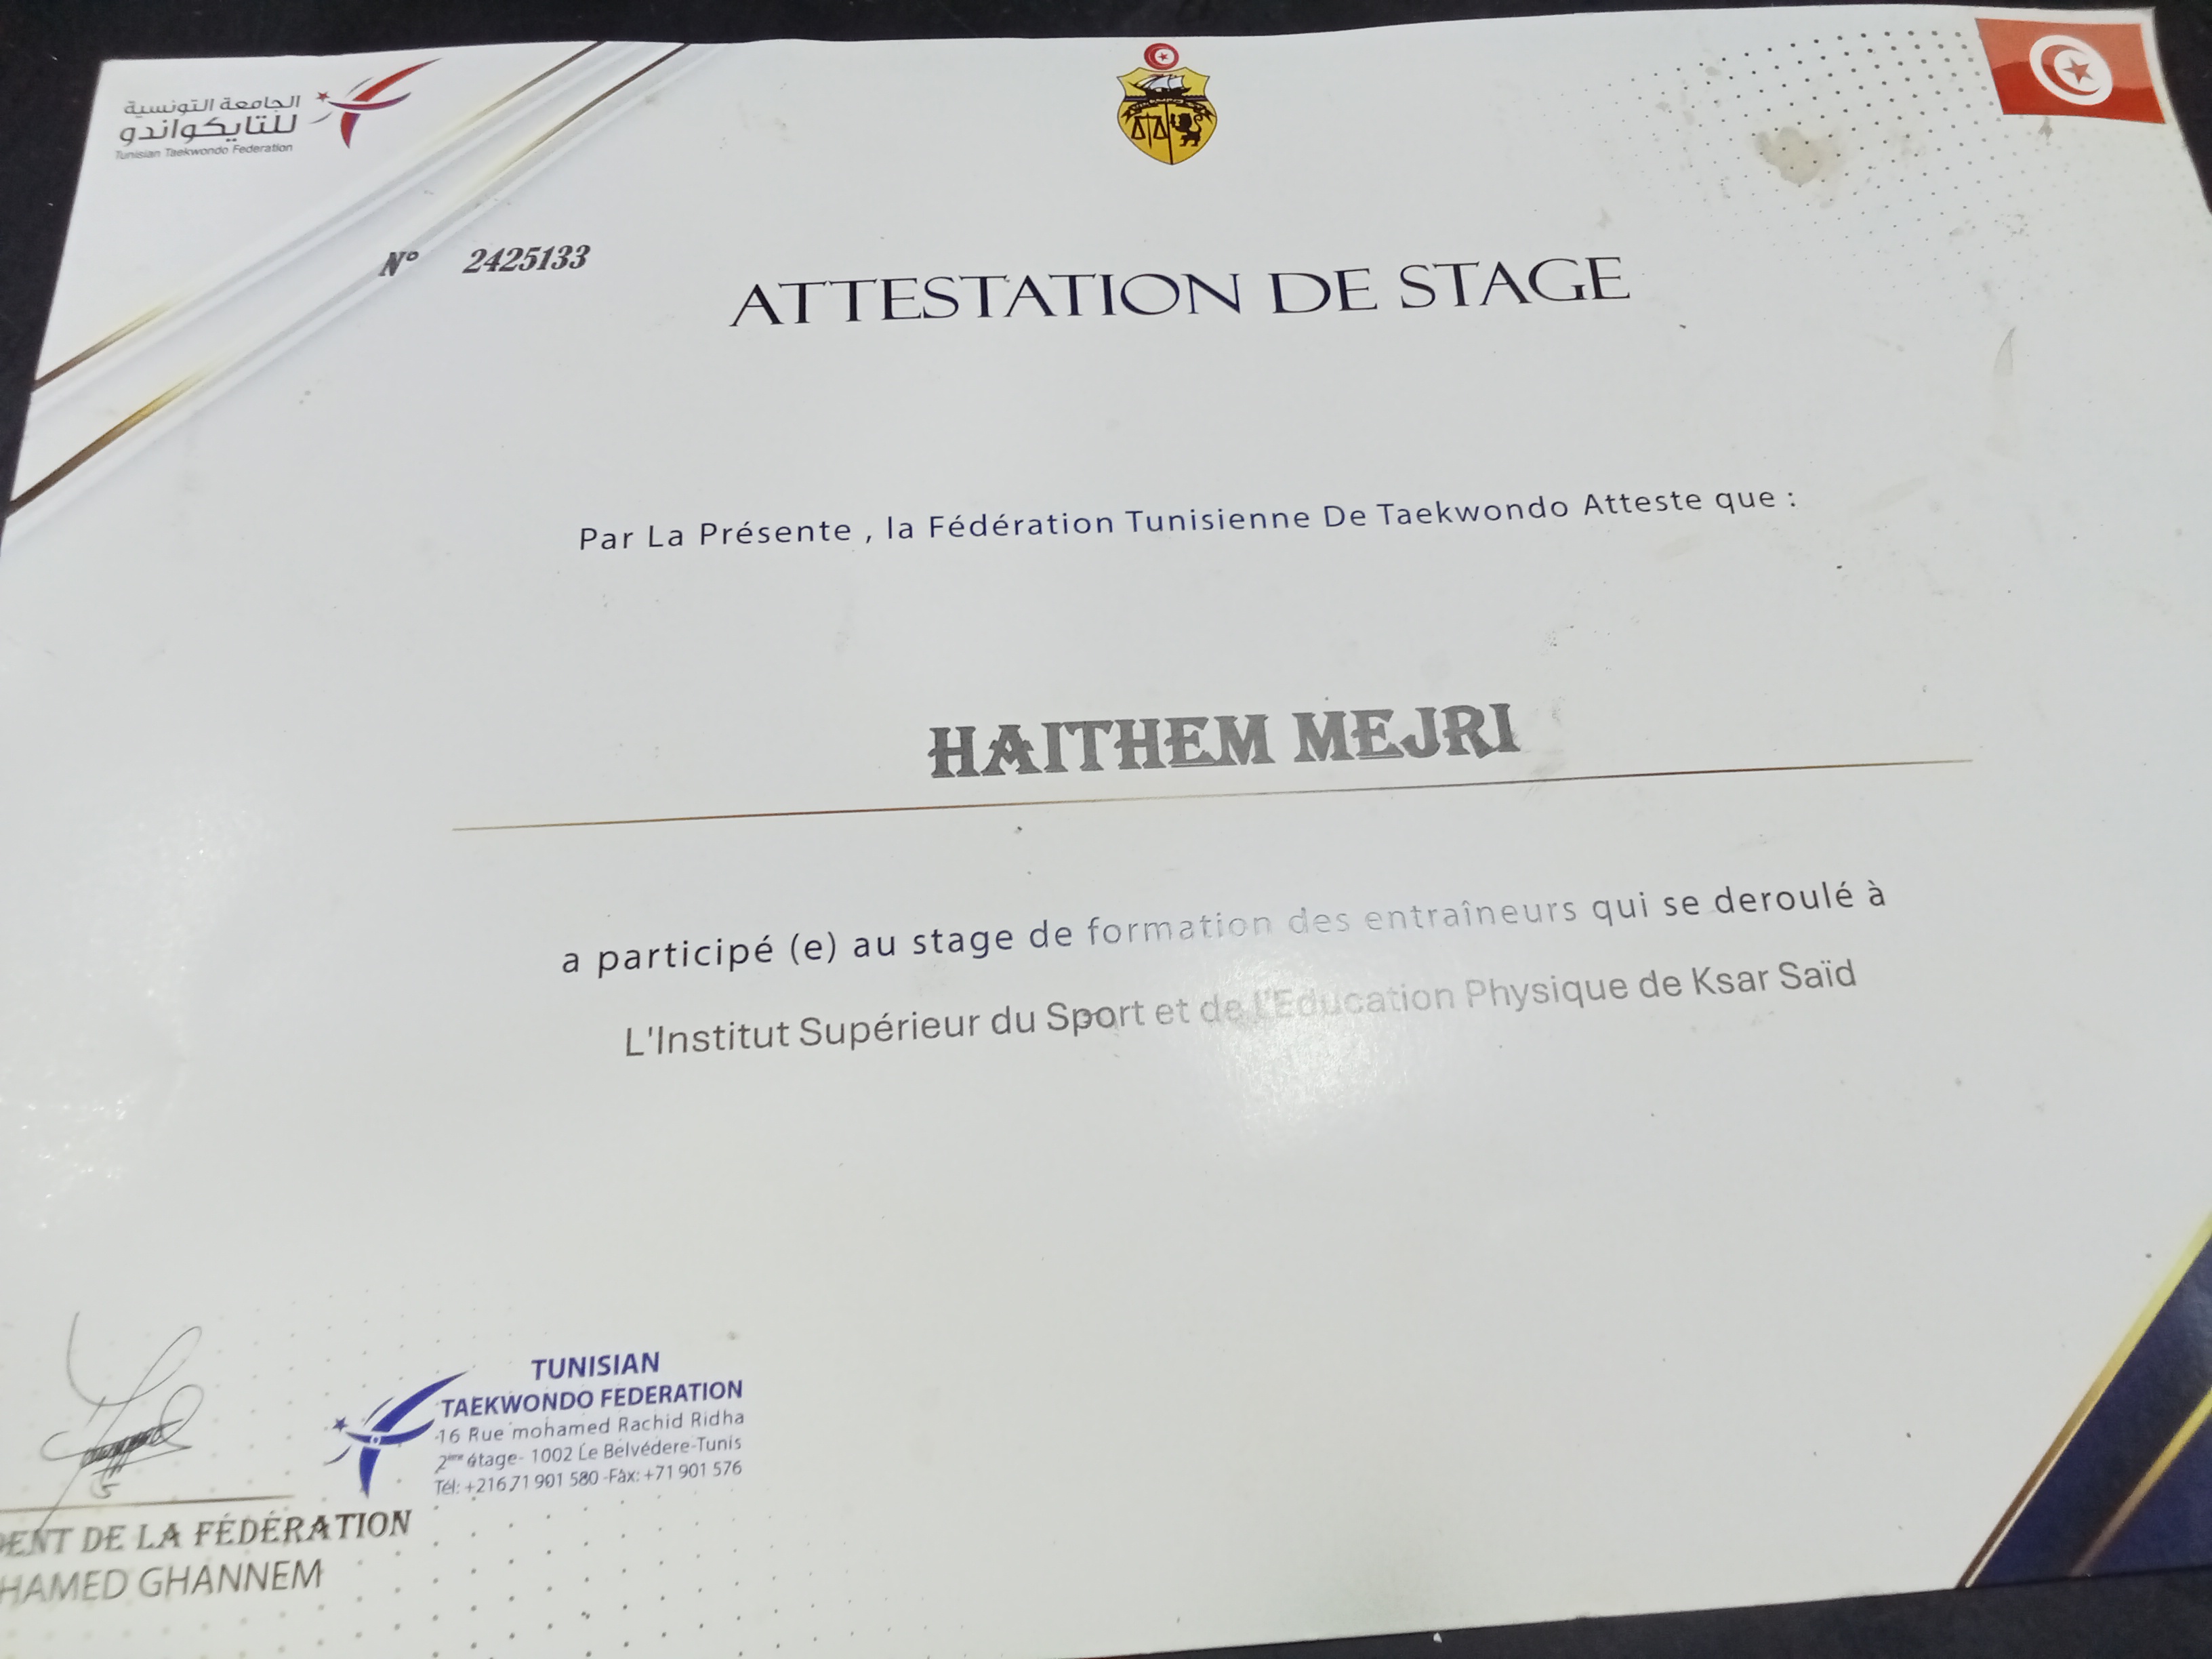 الجامعة التونسية
للتايكواندو
Tunisian Taekwondo Federation
N° 2425133
ATTESTATION DE STAGE
Par La Présente , la Fédération Tunisienne De Taekwondo Atteste que :
HAITHEM MEJRI
a participé (e) au stage de formation des entraîneurs qui se deroulé à
L'Institut Supérieur du Sport et de l'Education Physique de Ksar Saïd
TUNISIAN
TAEKWONDO FEDERATION
16 Rue mohamed Rachid Ridha
2ème étage- 1002 Le Belvédere-Tunis
Tél: +216 71 901 580 -Fax: +71 901 576
DENT DE LA FÉDÉRATION
HAMED GHANNEM